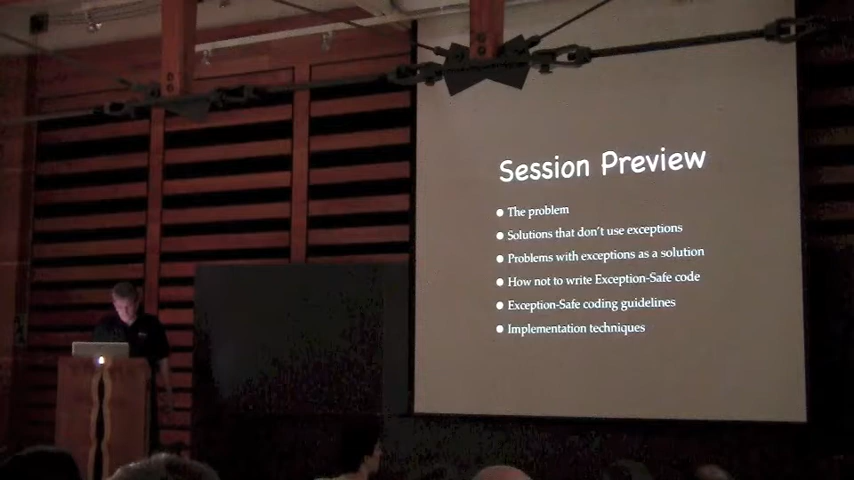 Session Preview
The problem
Solutions that don't use exceptions
Problems with exceptions as a solution
How not to write Exception-Safe code
Exception-Safe coding guidelines
Implementation techniques